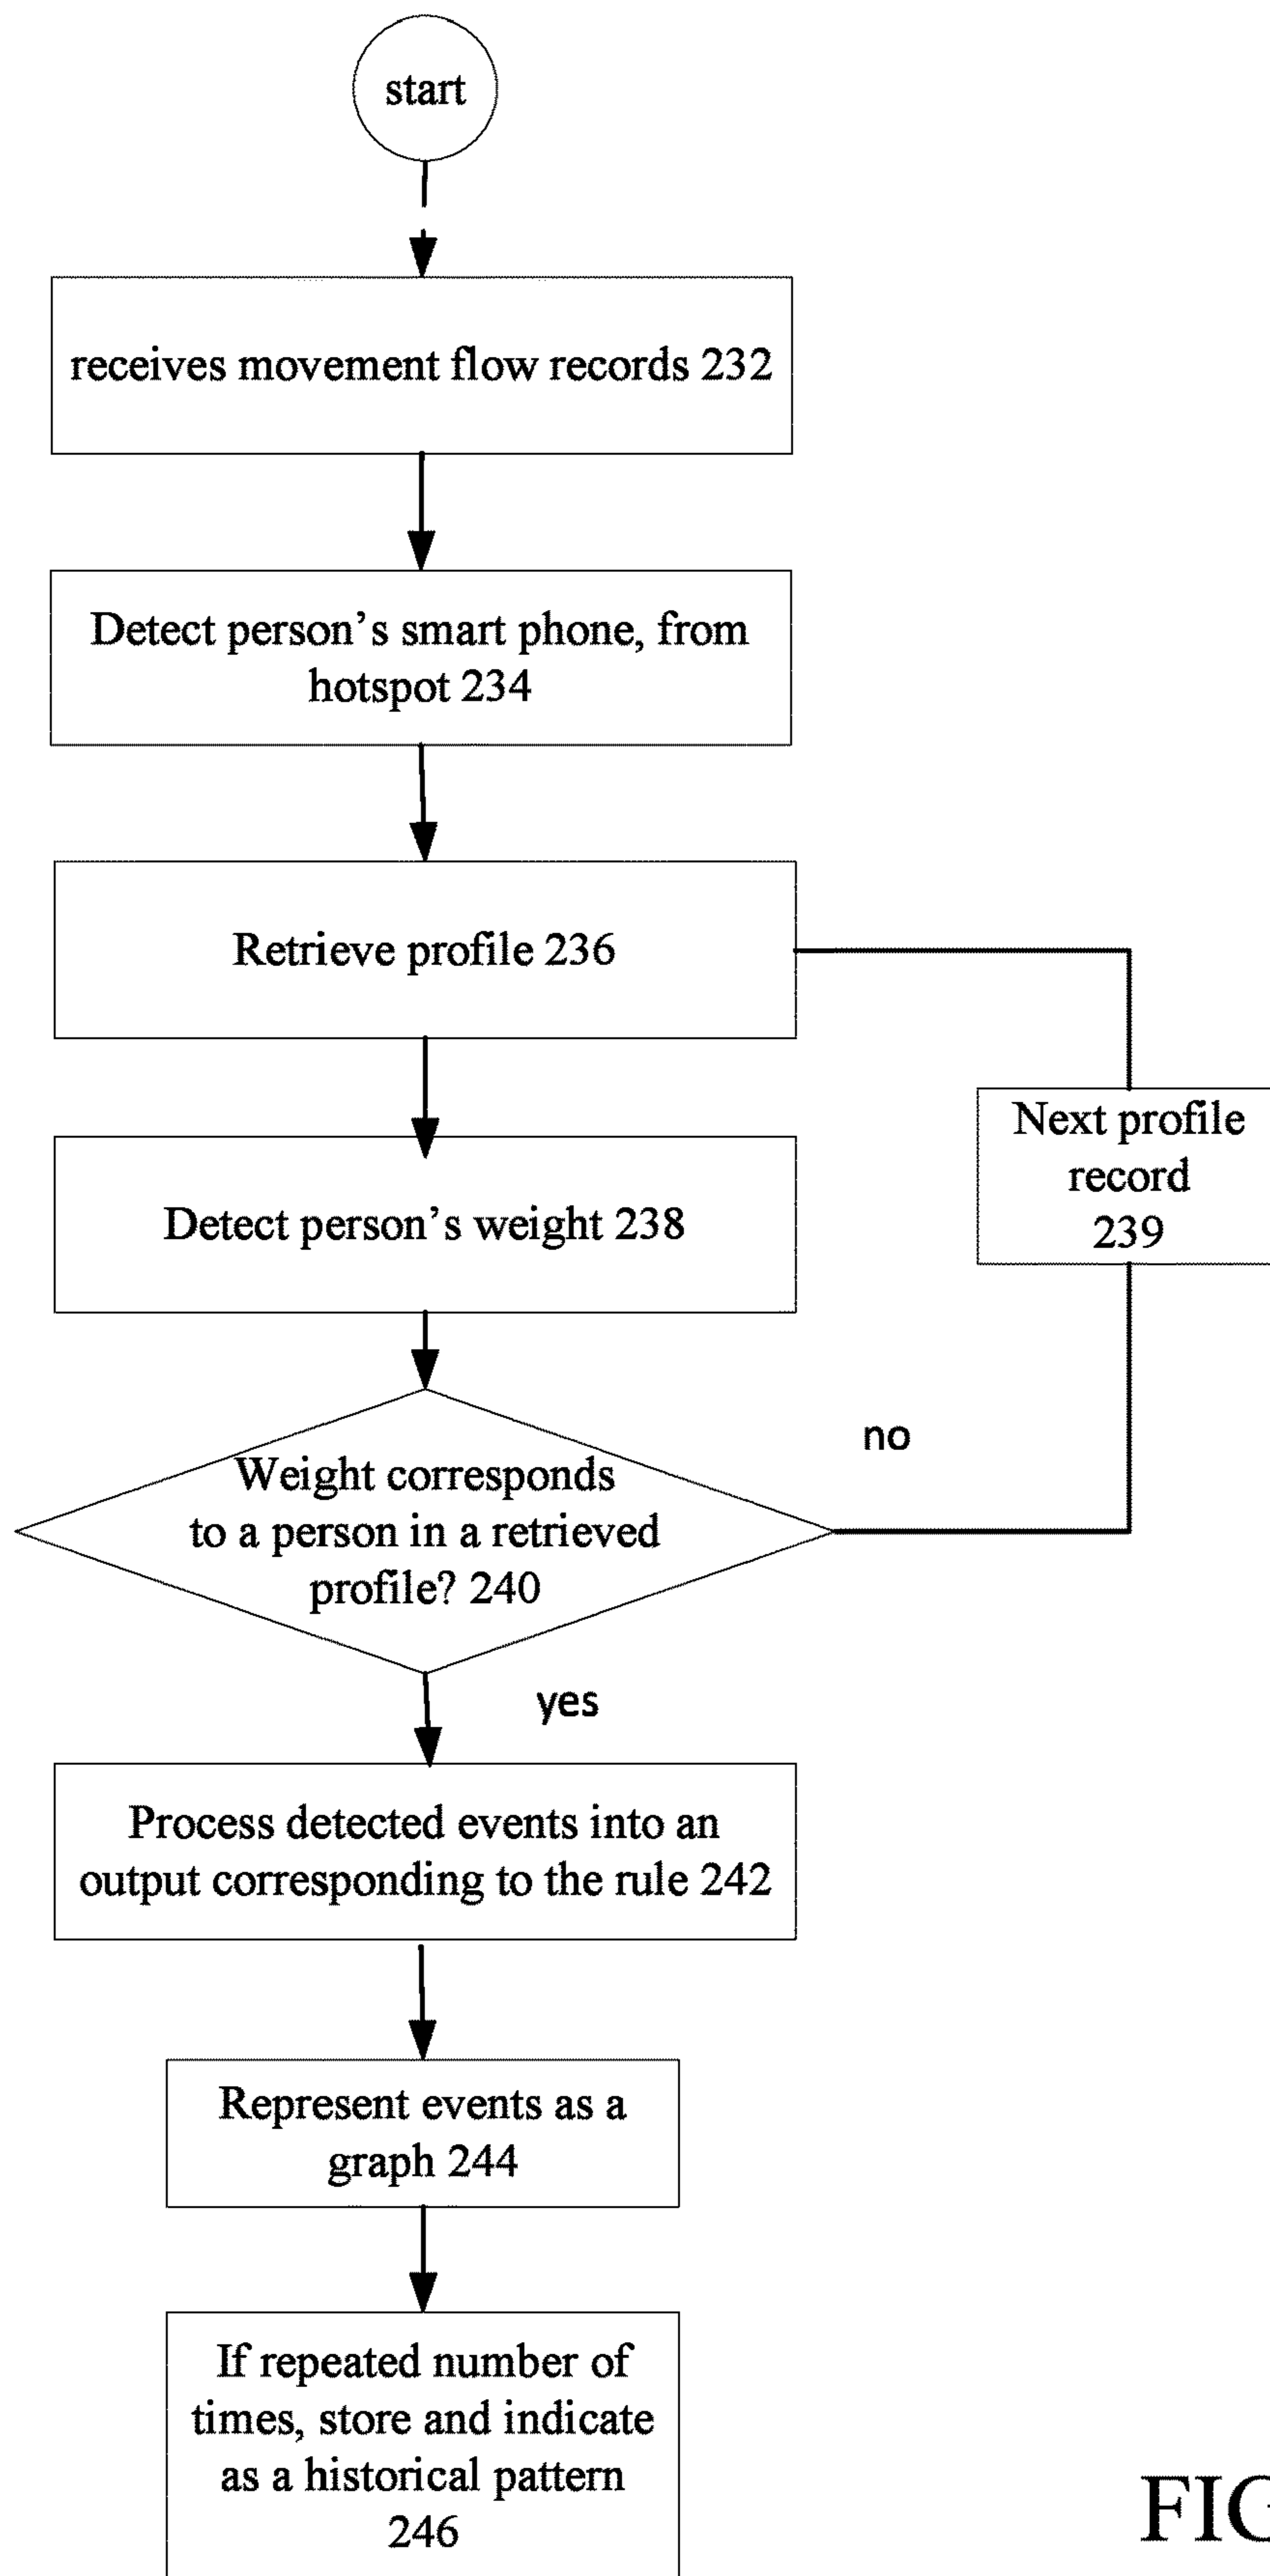 start
receives movement flow records 232
Detect person’s smart phone, from
hotspot 234
Retrieve profile 236
Next profile
record
239
Detect person’s weight 238
no
Weight corresponds
to a person in a retrieved
profile? 240
yes
Process detected events into an
output corresponding to the rule 242
Represent events as a
graph 244
If repeated number of
times, store and indicate
as a historical pattern
246
FIG